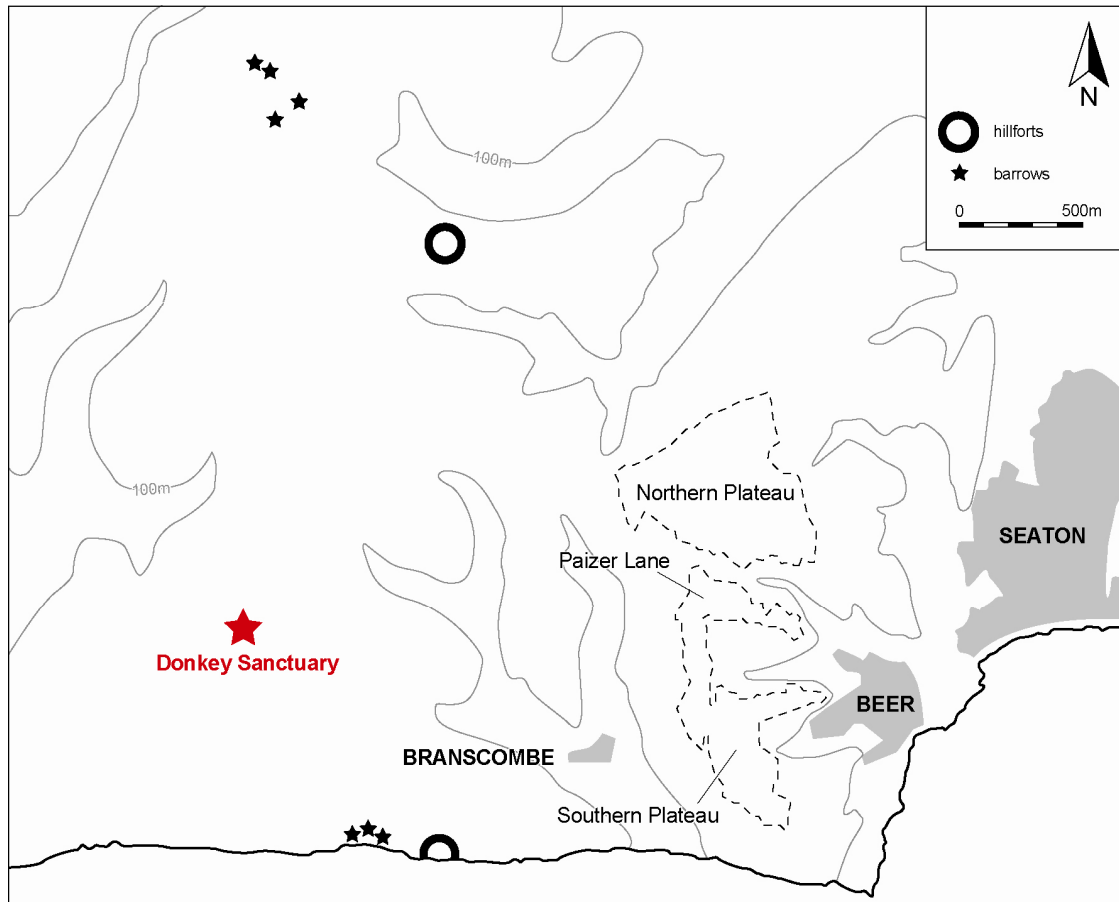 N
hillforts
barrows
0 500m
100m
100m
Northern Plateau
SEATON
Paizer Lane
Donkey Sanctuary
BEER
BRANSCOMBE
Southern Plateau